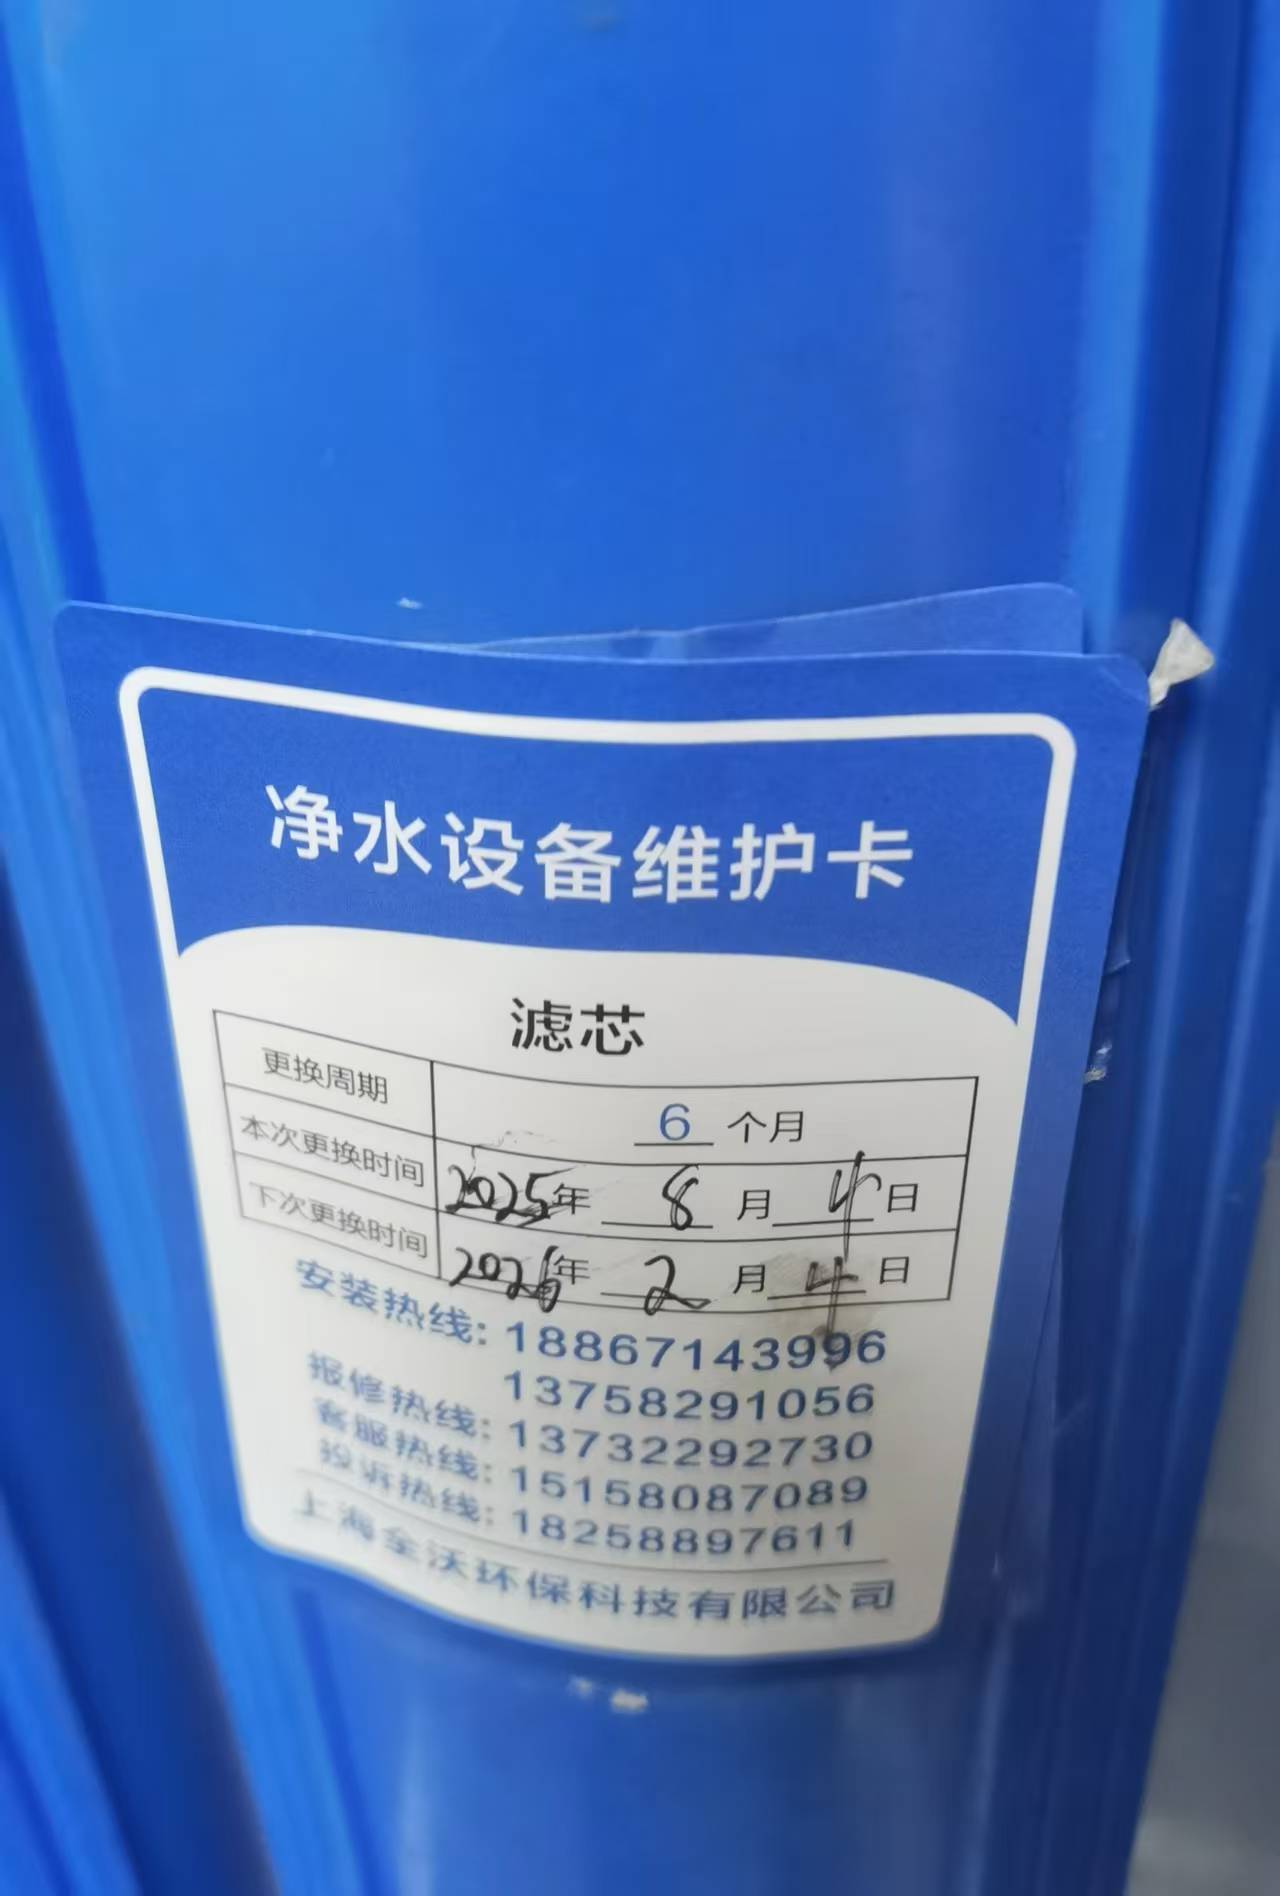 净水设备维护卡
滤芯
更换周期 6 个月
本次更换时间 2025年 8 月 4 日
下次更换时间 2026年 2 月 4 日
安装热线: 18867143996
13758291056
报修热线: 13732292730
客服热线: 15158087089
投诉热线: 18258897611
上海全沃环保科技有限公司